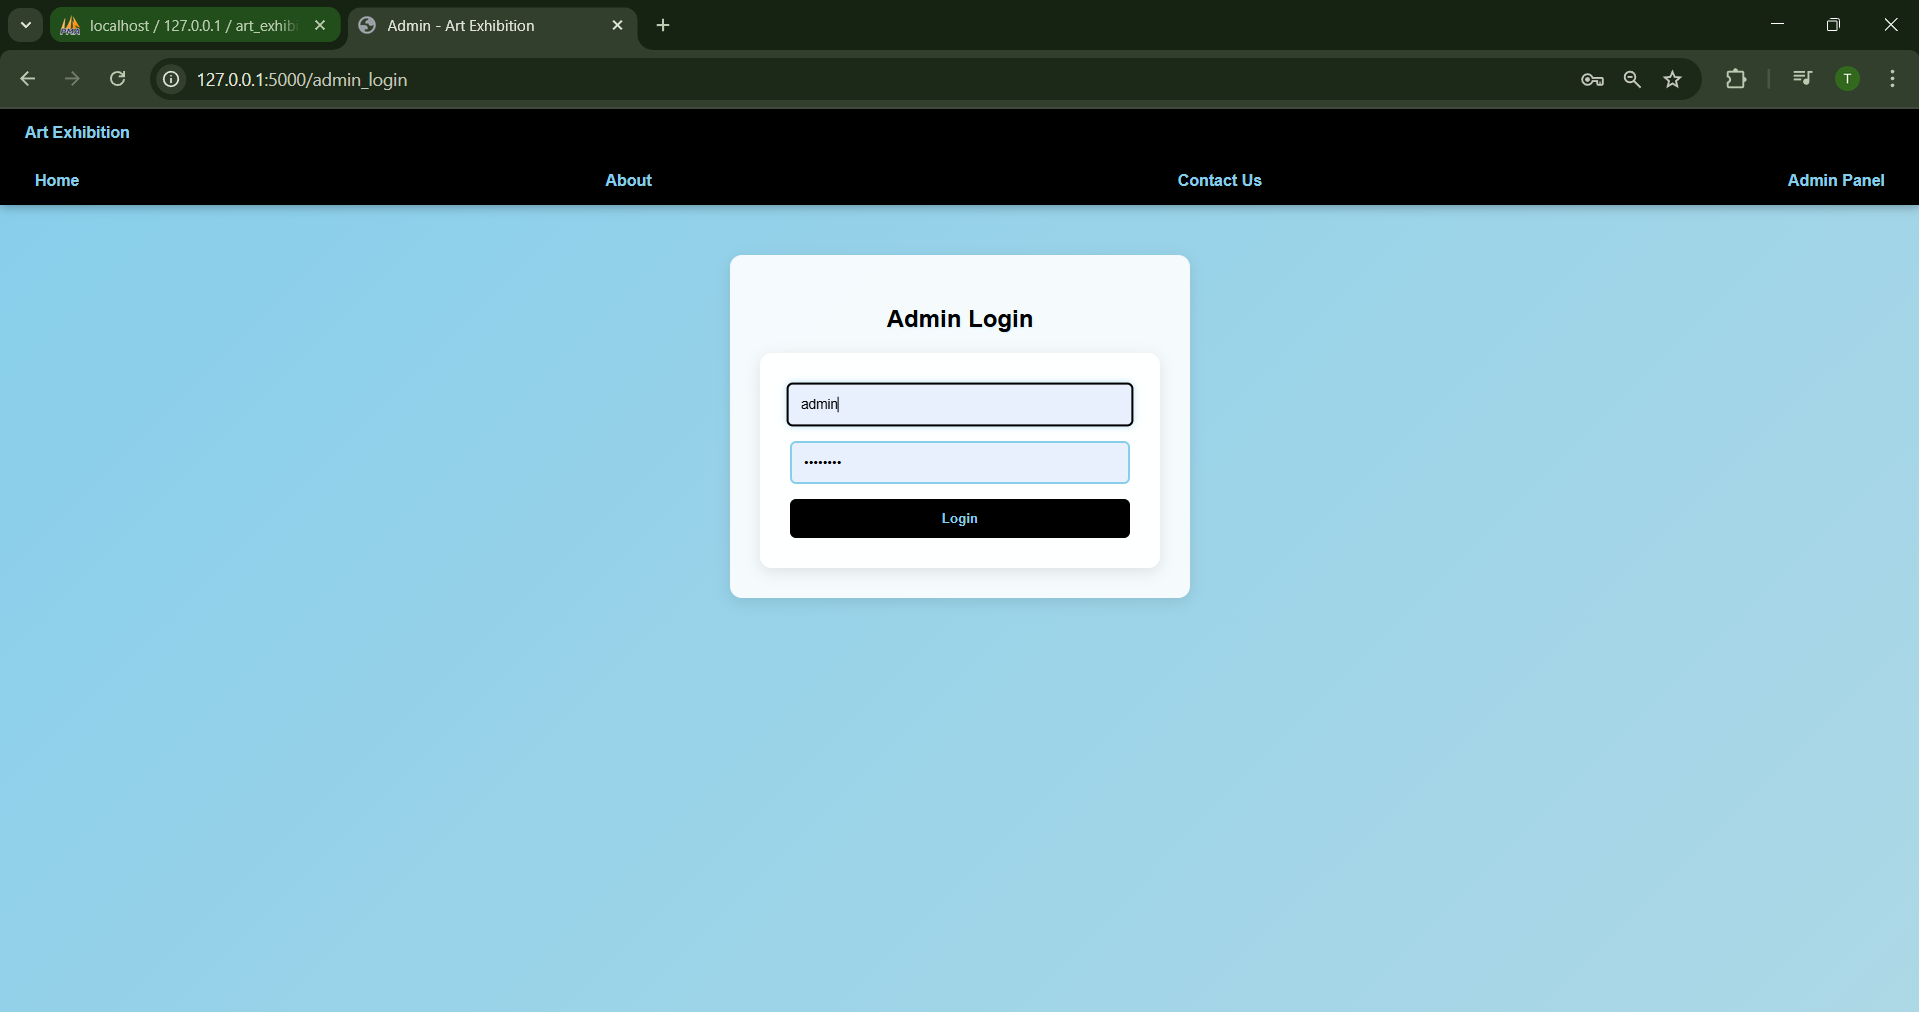 localhost / 127.0.0.1 / art_exhibi
Admin - Art Exhibition
127.0.0.1:5000/admin_login
T
Art Exhibition
Home About Contact Us Admin Panel
Admin Login
admin
••••••••
Login